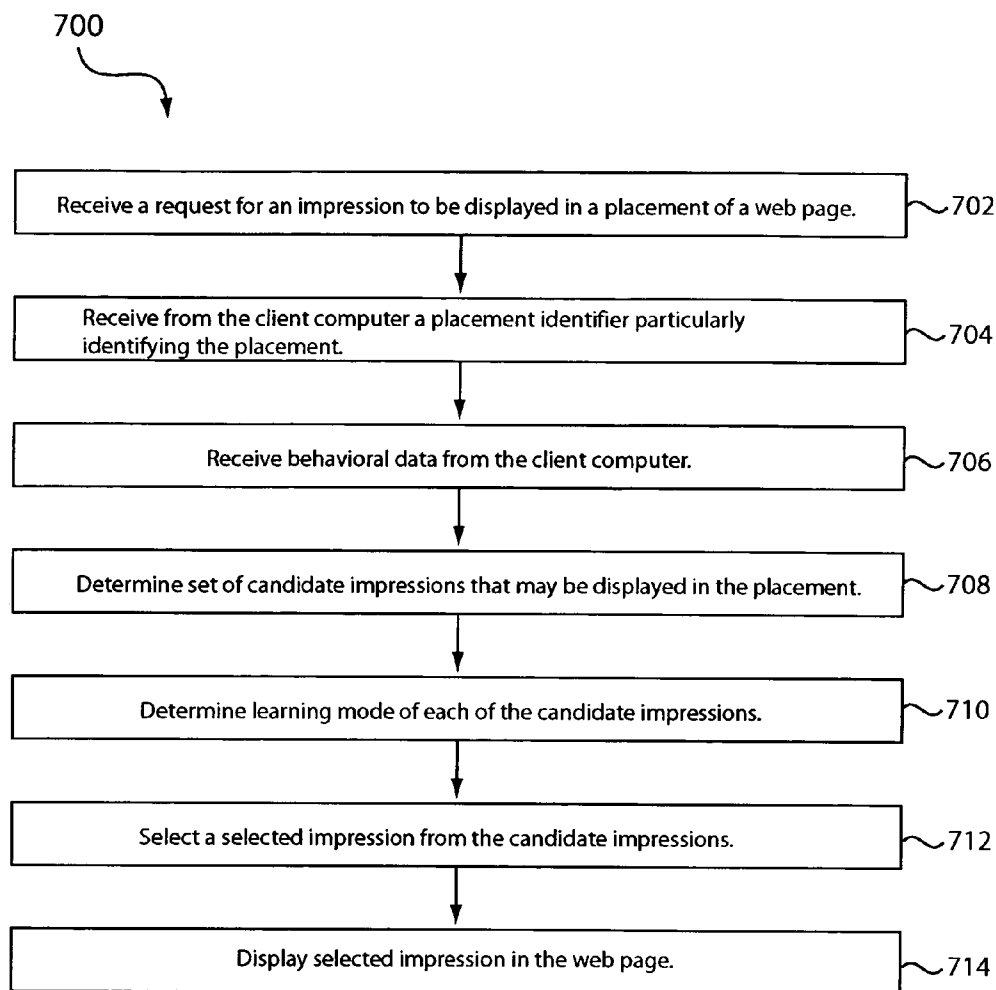 700
Receive a request for an impression to be displayed in a placement of a web page.
702
Receive from the client computer a placement identifier particularly
identifying the placement.
704
Receive behavioral data from the client computer.
706
Determine set of candidate impressions that may be displayed in the placement.
708
Determine learning mode of each of the candidate impressions.
710
Select a selected impression from the candidate impressions.
712
Display selected impression in the web page.
714